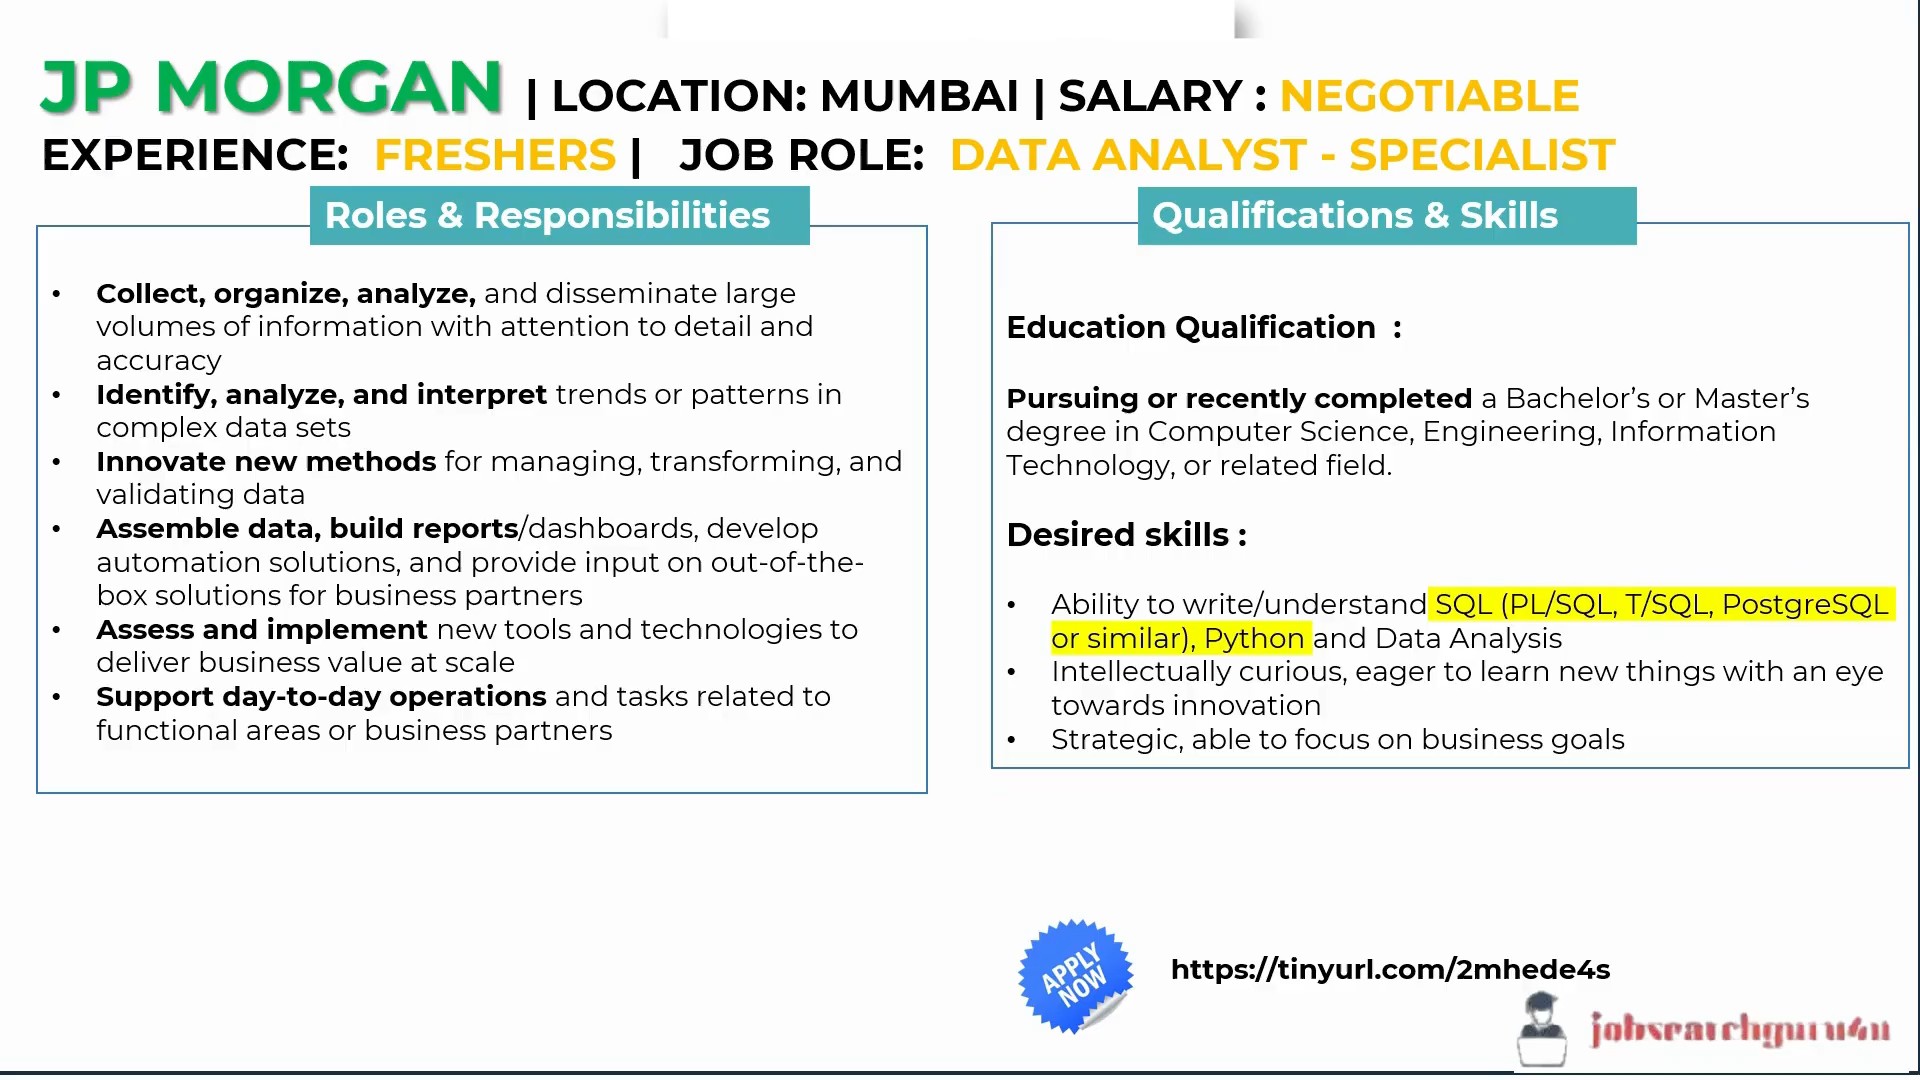 JP MORGAN | LOCATION: MUMBAI | SALARY : NEGOTIABLE
EXPERIENCE: FRESHERS | JOB ROLE: DATA ANALYST - SPECIALIST
Roles & Responsibilities
• Collect, organize, analyze, and disseminate large
volumes of information with attention to detail and
accuracy
• Identify, analyze, and interpret trends or patterns in
complex data sets
• Innovate new methods for managing, transforming, and
validating data
• Assemble data, build reports/dashboards, develop
automation solutions, and provide input on out-of-the-
box solutions for business partners
• Assess and implement new tools and technologies to
deliver business value at scale
• Support day-to-day operations and tasks related to
functional areas or business partners
Qualifications & Skills
Education Qualification :
Pursuing or recently completed a Bachelor’s or Master’s
degree in Computer Science, Engineering, Information
Technology, or related field.
Desired skills :
• Ability to write/understand SQL (PL/SQL, T/SQL, PostgreSQL
or similar), Python and Data Analysis
• Intellectually curious, eager to learn new things with an eye
towards innovation
• Strategic, able to focus on business goals
APPLY
NOW
https://tinyurl.com/2mhede4s
jobsearchguru4u